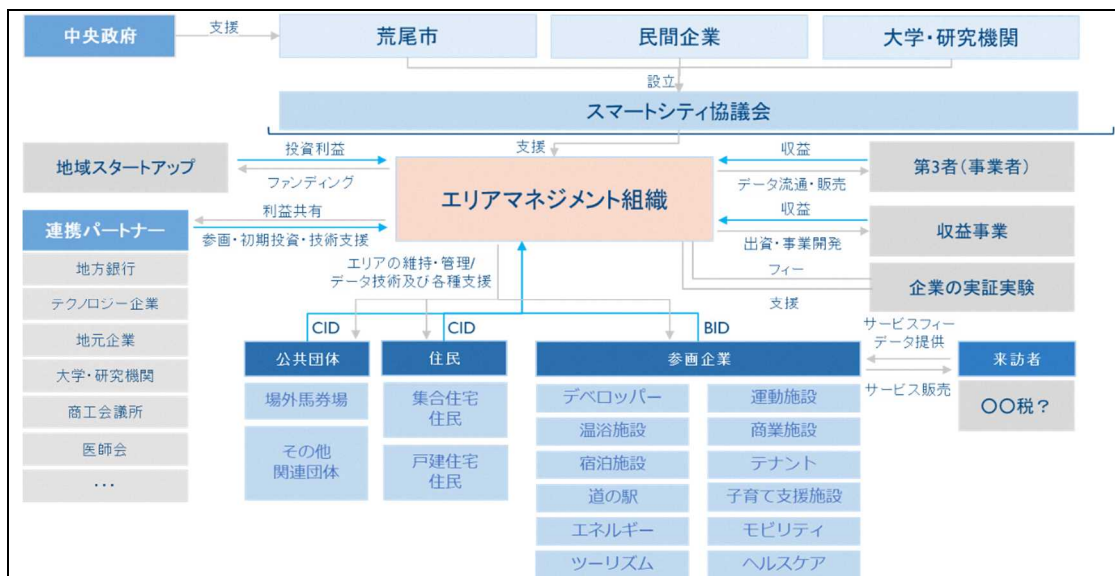 中央政府
支援
荒尾市
民間企業
大学・研究機関
設立
スマートシティ協議会
支援
地域スタートアップ
投資利益
ファンディング
エリアマネジメント組織
収益
データ流通・販売
第3者(事業者)
連携パートナー
利益共有
参画・初期投資・技術支援
収益
出資・事業開発
収益事業
フィー
支援
企業の実証実験
地方銀行
テクノロジー企業
地元企業
大学・研究機関
商工会議所
医師会
・・・
エリアの維持・管理/
データ技術及び各種支援
CID
CID
BID
公共団体
場外馬券場
その他
関連団体
住民
集合住宅
住民
戸建住宅
住民
参画企業
デベロッパー
運動施設
温浴施設
商業施設
宿泊施設
テナント
道の駅
子育て支援施設
エネルギー
モビリティ
ツーリズム
ヘルスケア
サービスフィー
データ提供
サービス販売
来訪者
〇〇税?